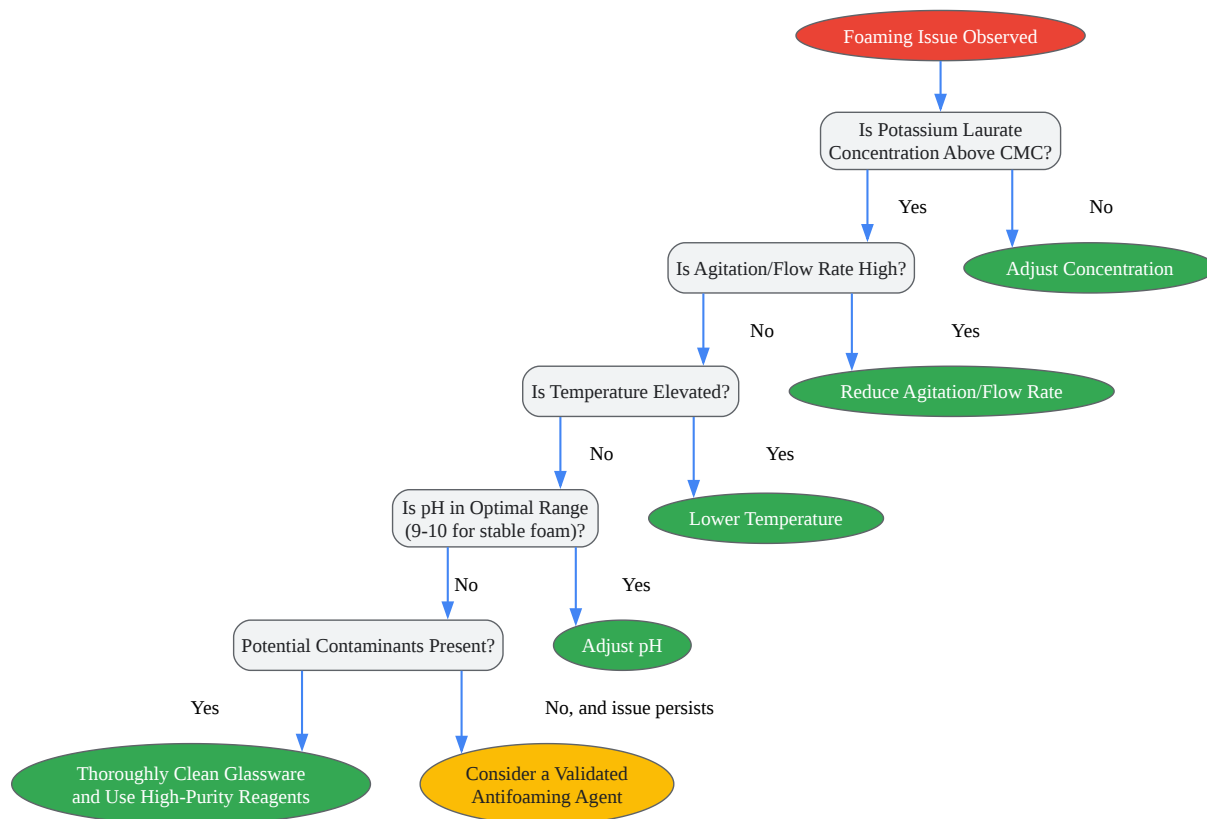 Foaming Issue Observed
Is Potassium Laurate
Concentration Above CMC?
Yes
No
Is Agitation/Flow Rate High?
Adjust Concentration
No
Yes
Is Temperature Elevated?
Reduce Agitation/Flow Rate
No
Yes
Is pH in Optimal Range
(9-10 for stable foam)?
Lower Temperature
No
Yes
Potential Contaminants Present?
Adjust pH
Yes
No, and issue persists
Thoroughly Clean Glassware
and Use High-Purity Reagents
Consider a Validated
Antifoaming Agent